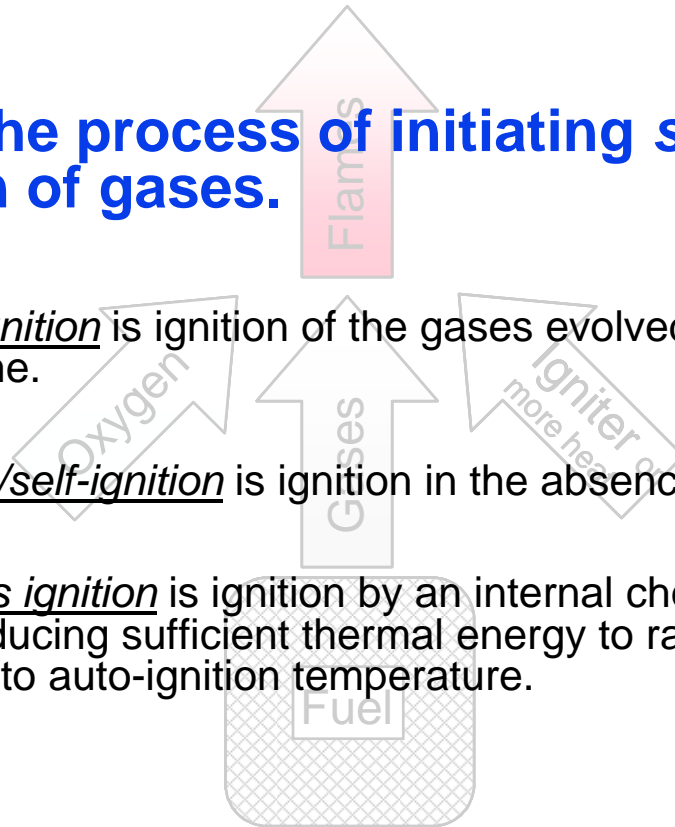 he process of initiating s
n of gases.
Flames
nition is ignition of the gases evolved
ne.
Oxygen
Gases
Igniter or
more hea
/self-ignition is ignition in the absenc
s ignition is ignition by an internal che
ducing sufficient thermal energy to ra
to auto-ignition temperature.
Fuel